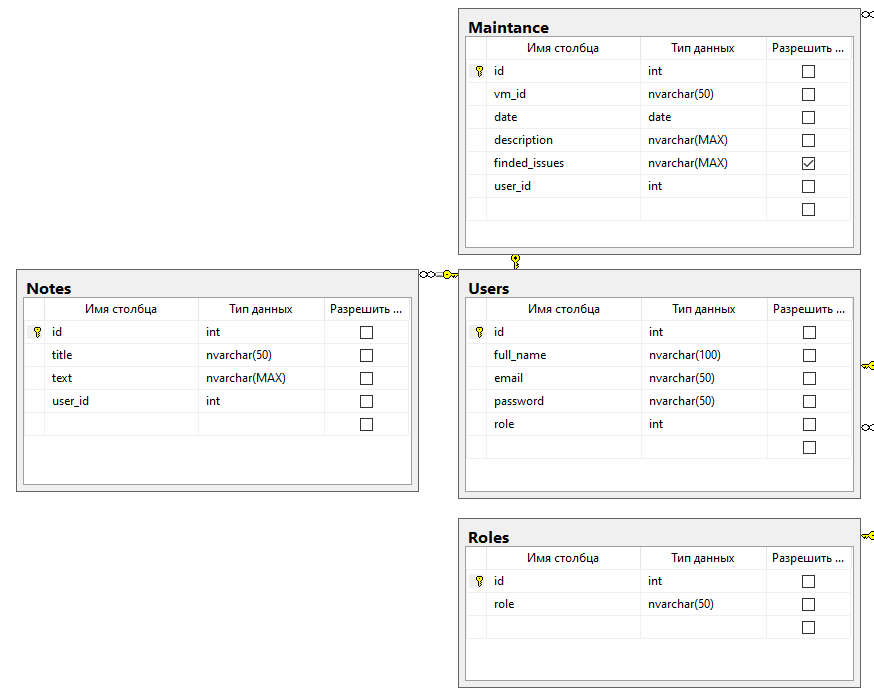 Maintance
Имя столбца Тип данных Разрешить ...
id int
vm_id nvarchar(50)
date date
description nvarchar(MAX)
finded_issues nvarchar(MAX)
user_id int
Notes
Имя столбца Тип данных Разрешить ...
id int
title nvarchar(50)
text nvarchar(MAX)
user_id int
Users
Имя столбца Тип данных Разрешить ...
id int
full_name nvarchar(100)
email nvarchar(50)
password nvarchar(50)
role int
Roles
Имя столбца Тип данных Разрешить ...
id int
role nvarchar(50)